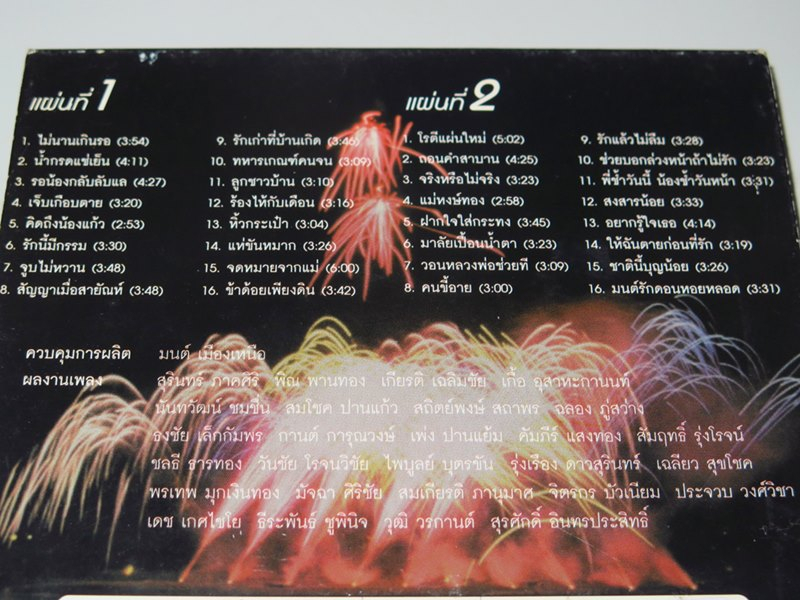 แผ่นที่ 1
1. ไม่นานเกินรอ (3:54)
2. น้ำกรดแช่เย็น (4:11)
3. รอน้องกลับลับแล (4:27)
4. เจ็บเกือบตาย (3:20)
5. คิดถึงน้องแก้ว (2:53)
6. รักนี้มีกรรม (3:30)
7. จูบไม่หวาน (3:48)
8. สัญญาเมื่อสายัณห์ (3:48)
9. รักเก่าที่บ้านเกิด (3:46)
10. ทหารเกณฑ์คนจน (3:09)
11. ลูกชาวบ้าน (3:10)
12. ร้องไห้กับเดือน (3:16)
13. หิ้วกระเป๋า (3:04)
14. แห่ขันหมาก (3:26)
15. จดหมายจากแม่ (6:00)
16. ข้าด้อยเพียงดิน (3:42)
แผ่นที่ 2
1. โรตีแผ่นใหม่ (5:02)
2. ถอนคำสาบาน (4:25)
3. จริงหรือไม่จริง (3:23)
4. แม่หงษ์ทอง (2:58)
5. ฝากใจใส่กระทง (3:45)
6. มาลัยเปื้อนน้ำตา (3:23)
7. วอนหลวงพ่อช่วยที (3:09)
8. คนขี้อาย (3:00)
9. รักแล้วไม่ลืม (3:28)
10. ช่วยบอกล่วงหน้าถ้าไม่รัก (3:23)
11. พี่ช้ำวันนี้ น้องช้ำวันหน้า (3:31)
12. สงสารน้อย (3:33)
13. อยากรู้ใจเธอ (4:14)
14. ให้ฉันตายก่อนที่รัก (3:19)
15. ชาตินี้บุญน้อย (3:26)
16. มนต์รักดอนหอยหลอด (3:31)
ควบคุมการผลิต มนต์ เมืองเหนือ
ผลงานเพลง สุรินทร์ ภาคศิริ พิณ พานทอง เกียรติ เฉลิมชัย เกื้อ อุสาหะกานนท์
นันทวัฒน์ ชมชื่น สมโชค ปานแก้ว สถิตย์พงษ์ สถาพร ฉลอง ภู่สว่าง
ธงชัย เล็กกัมพร กานต์ การุณวงษ์ เพ่ง ปานแย้ม คัมภีร์ แสงทอง สัมฤทธิ์ รุ่งโรจน์
ชลธี ธารทอง วันชัย โรจนวิชัย ไพบูลย์ บุตรขัน รุ่งเรือง ดาวสุรินทร์ เฉลียว สุขโชค
พรเทพ มุกเงินทอง มัจฉา ศิริชัย สมเกียรติ ภานุมาศ จิตรกร บัวเนียม ประจวบ วงศ์วิชา
เดช เกศไชโย ธีระพันธ์ ชูพินิจ วุฒิ วรกานต์ สุรศักดิ์ อินทรประสิทธิ์